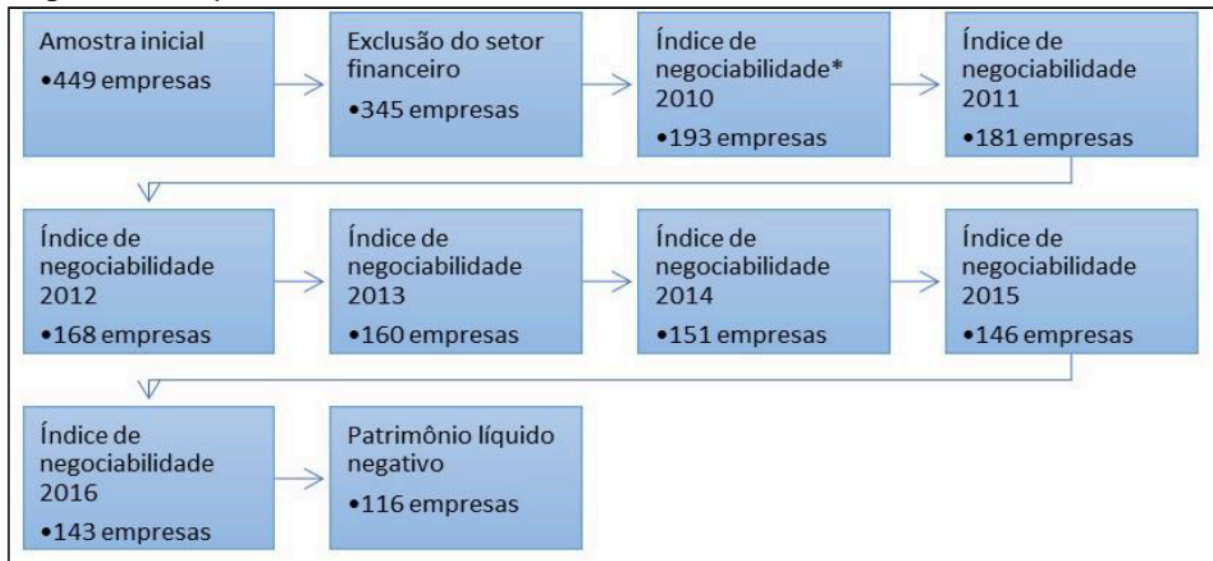 Amostra inicial
•449 empresas
Exclusão do setor
financeiro
•345 empresas
Índice de
negociabilidade*
2010
•193 empresas
Índice de
negociabilidade
2011
•181 empresas
Índice de
negociabilidade
2012
•168 empresas
Índice de
negociabilidade
2013
•160 empresas
Índice de
negociabilidade
2014
•151 empresas
Índice de
negociabilidade
2015
•146 empresas
Índice de
negociabilidade
2016
•143 empresas
Patrimônio líquido
negativo
•116 empresas